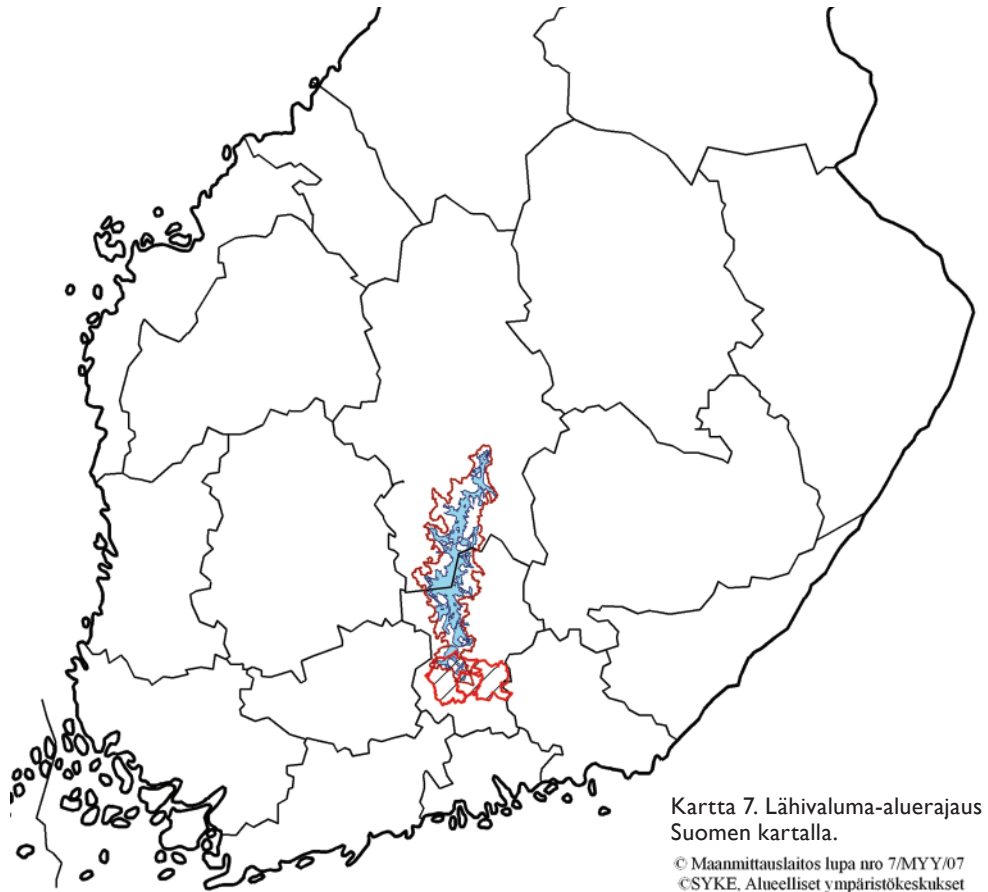 Kartta 7. Lähivaluma-aluerajaus
Suomen kartalla.
© Maanmittauslaitos lupa nro 7/MYY/07
©SYKE, Alueelliset ympäristökeskukset